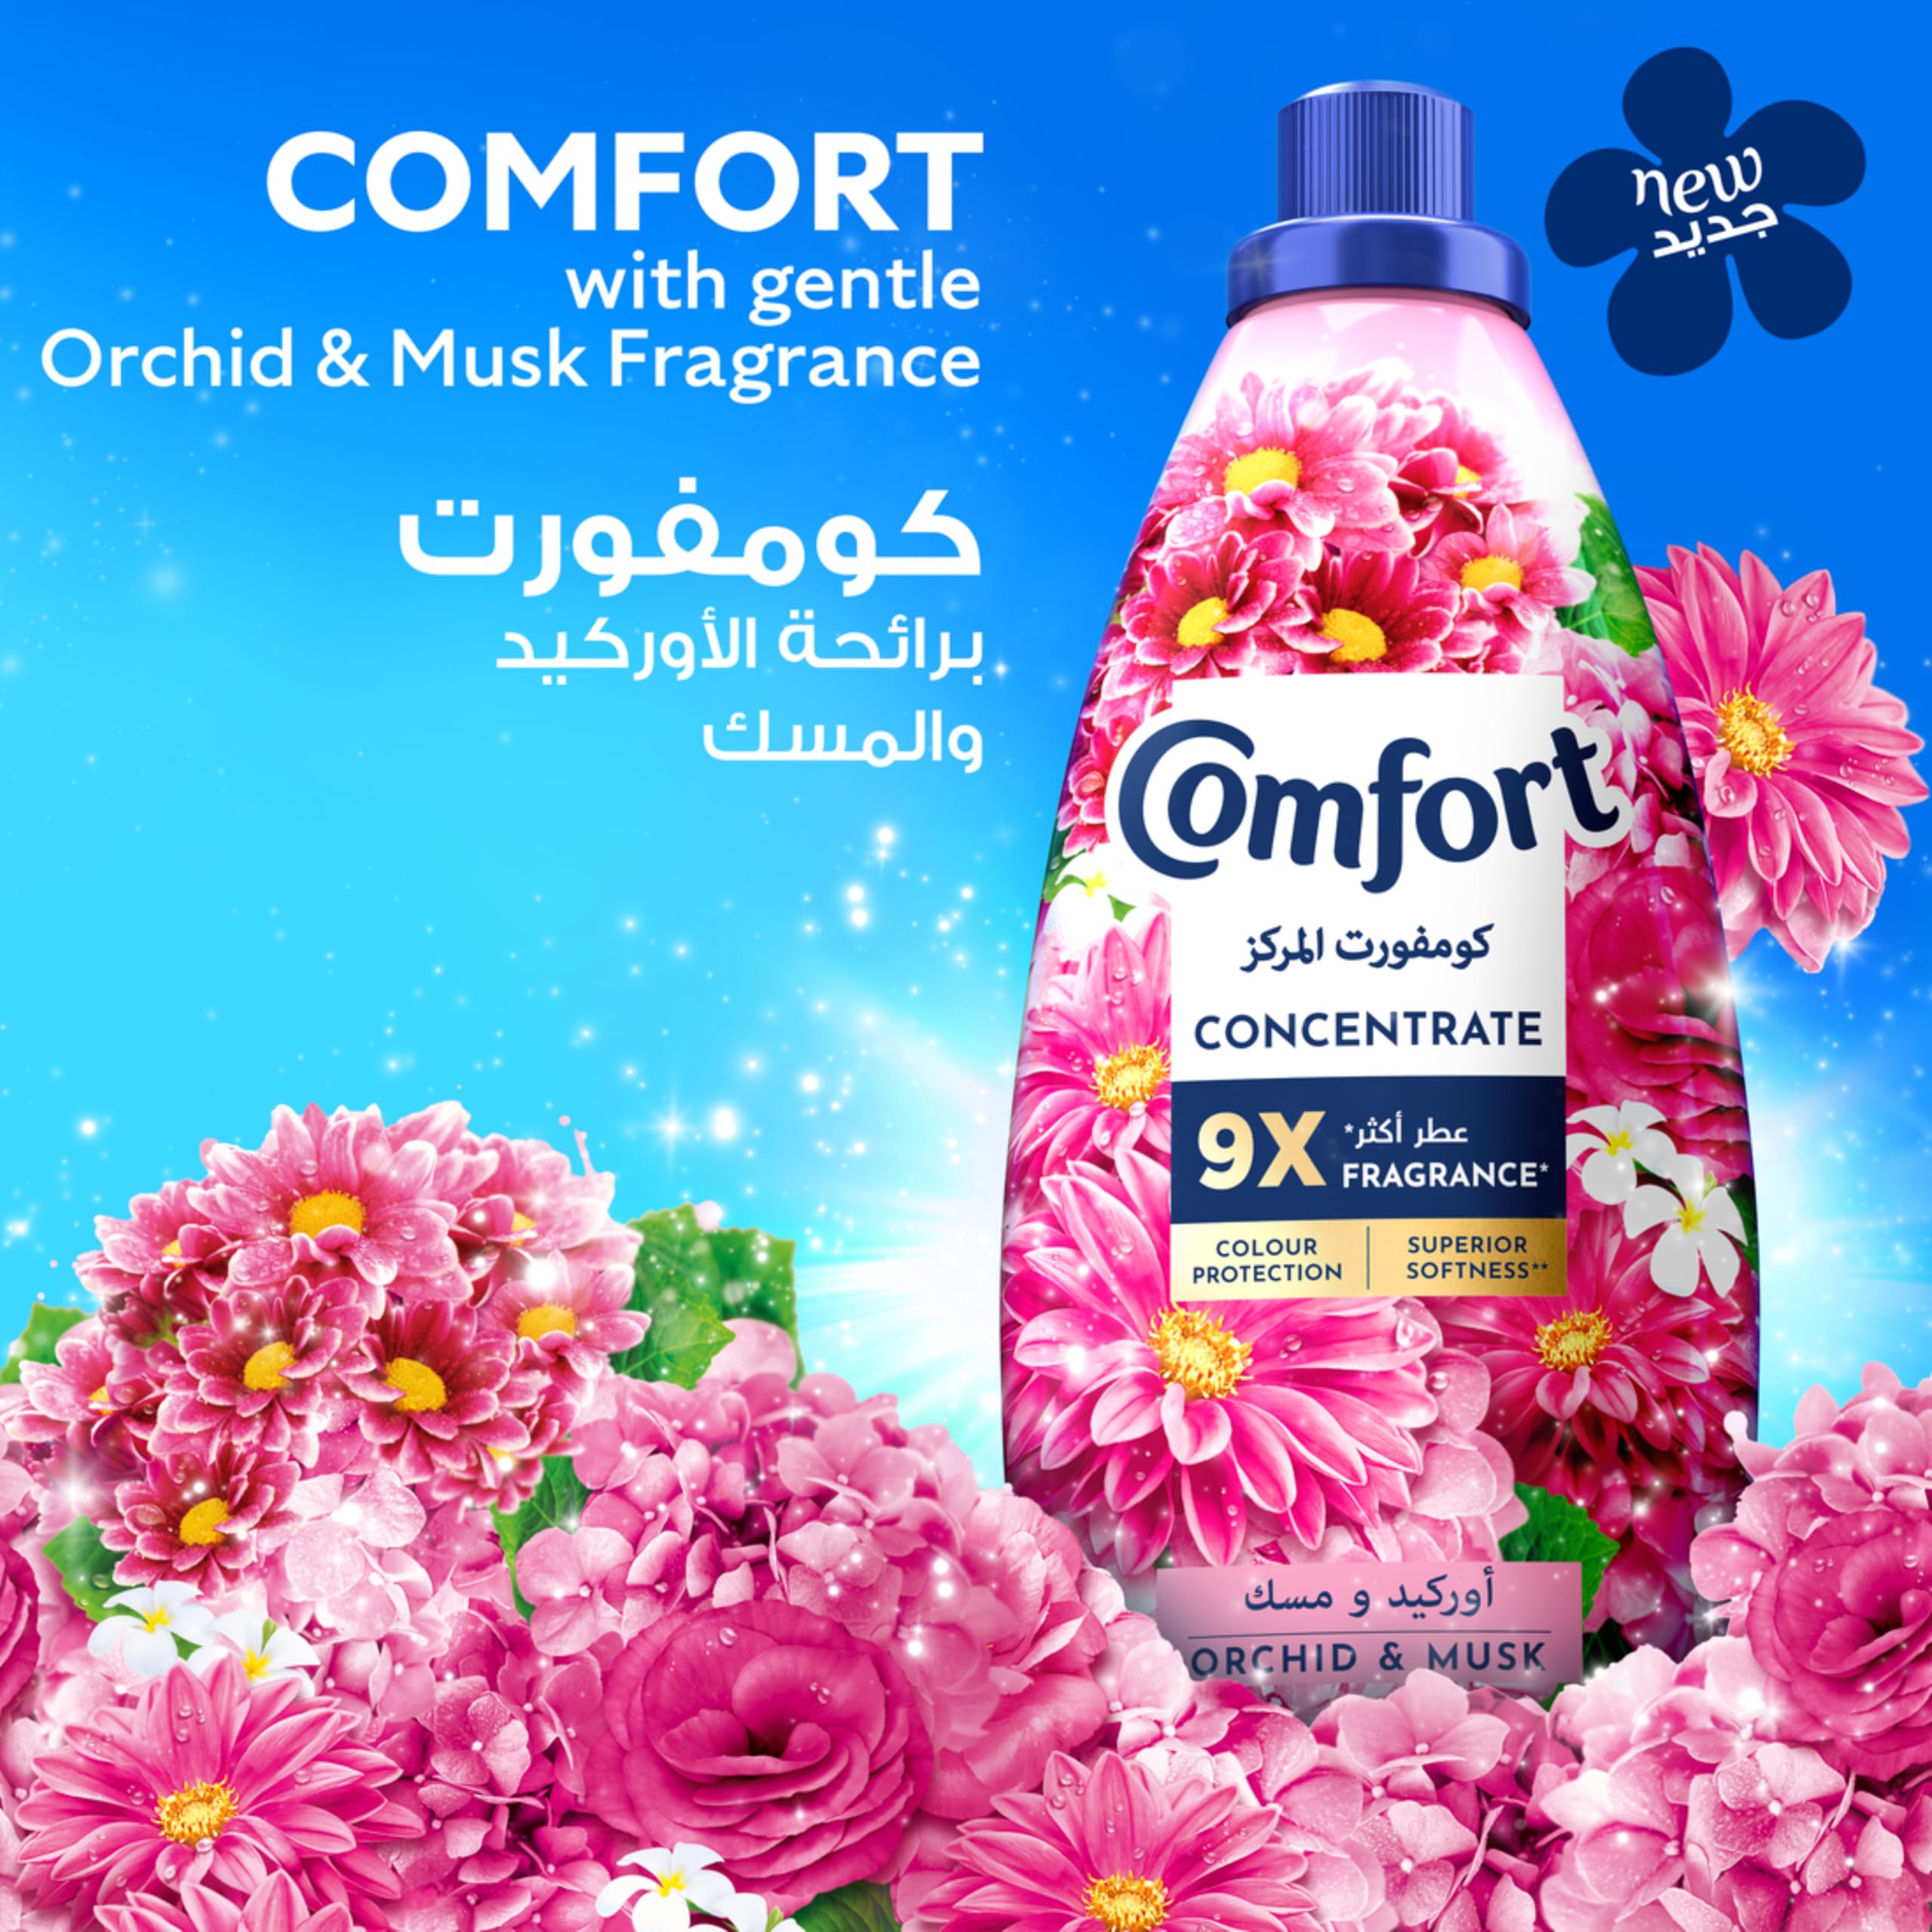 COMFORT
with gentle
Orchid & Musk Fragrance
كومفورت
برائحة الأوركيد
والمسك
new
جديد
Comfort
كومفورت المركز
CONCENTRATE
9X
عطر أكثر*
FRAGRANCE*
COLOUR
PROTECTION
SUPERIOR
SOFTNESS**
أوركيد و مسك
ORCHID & MUSK